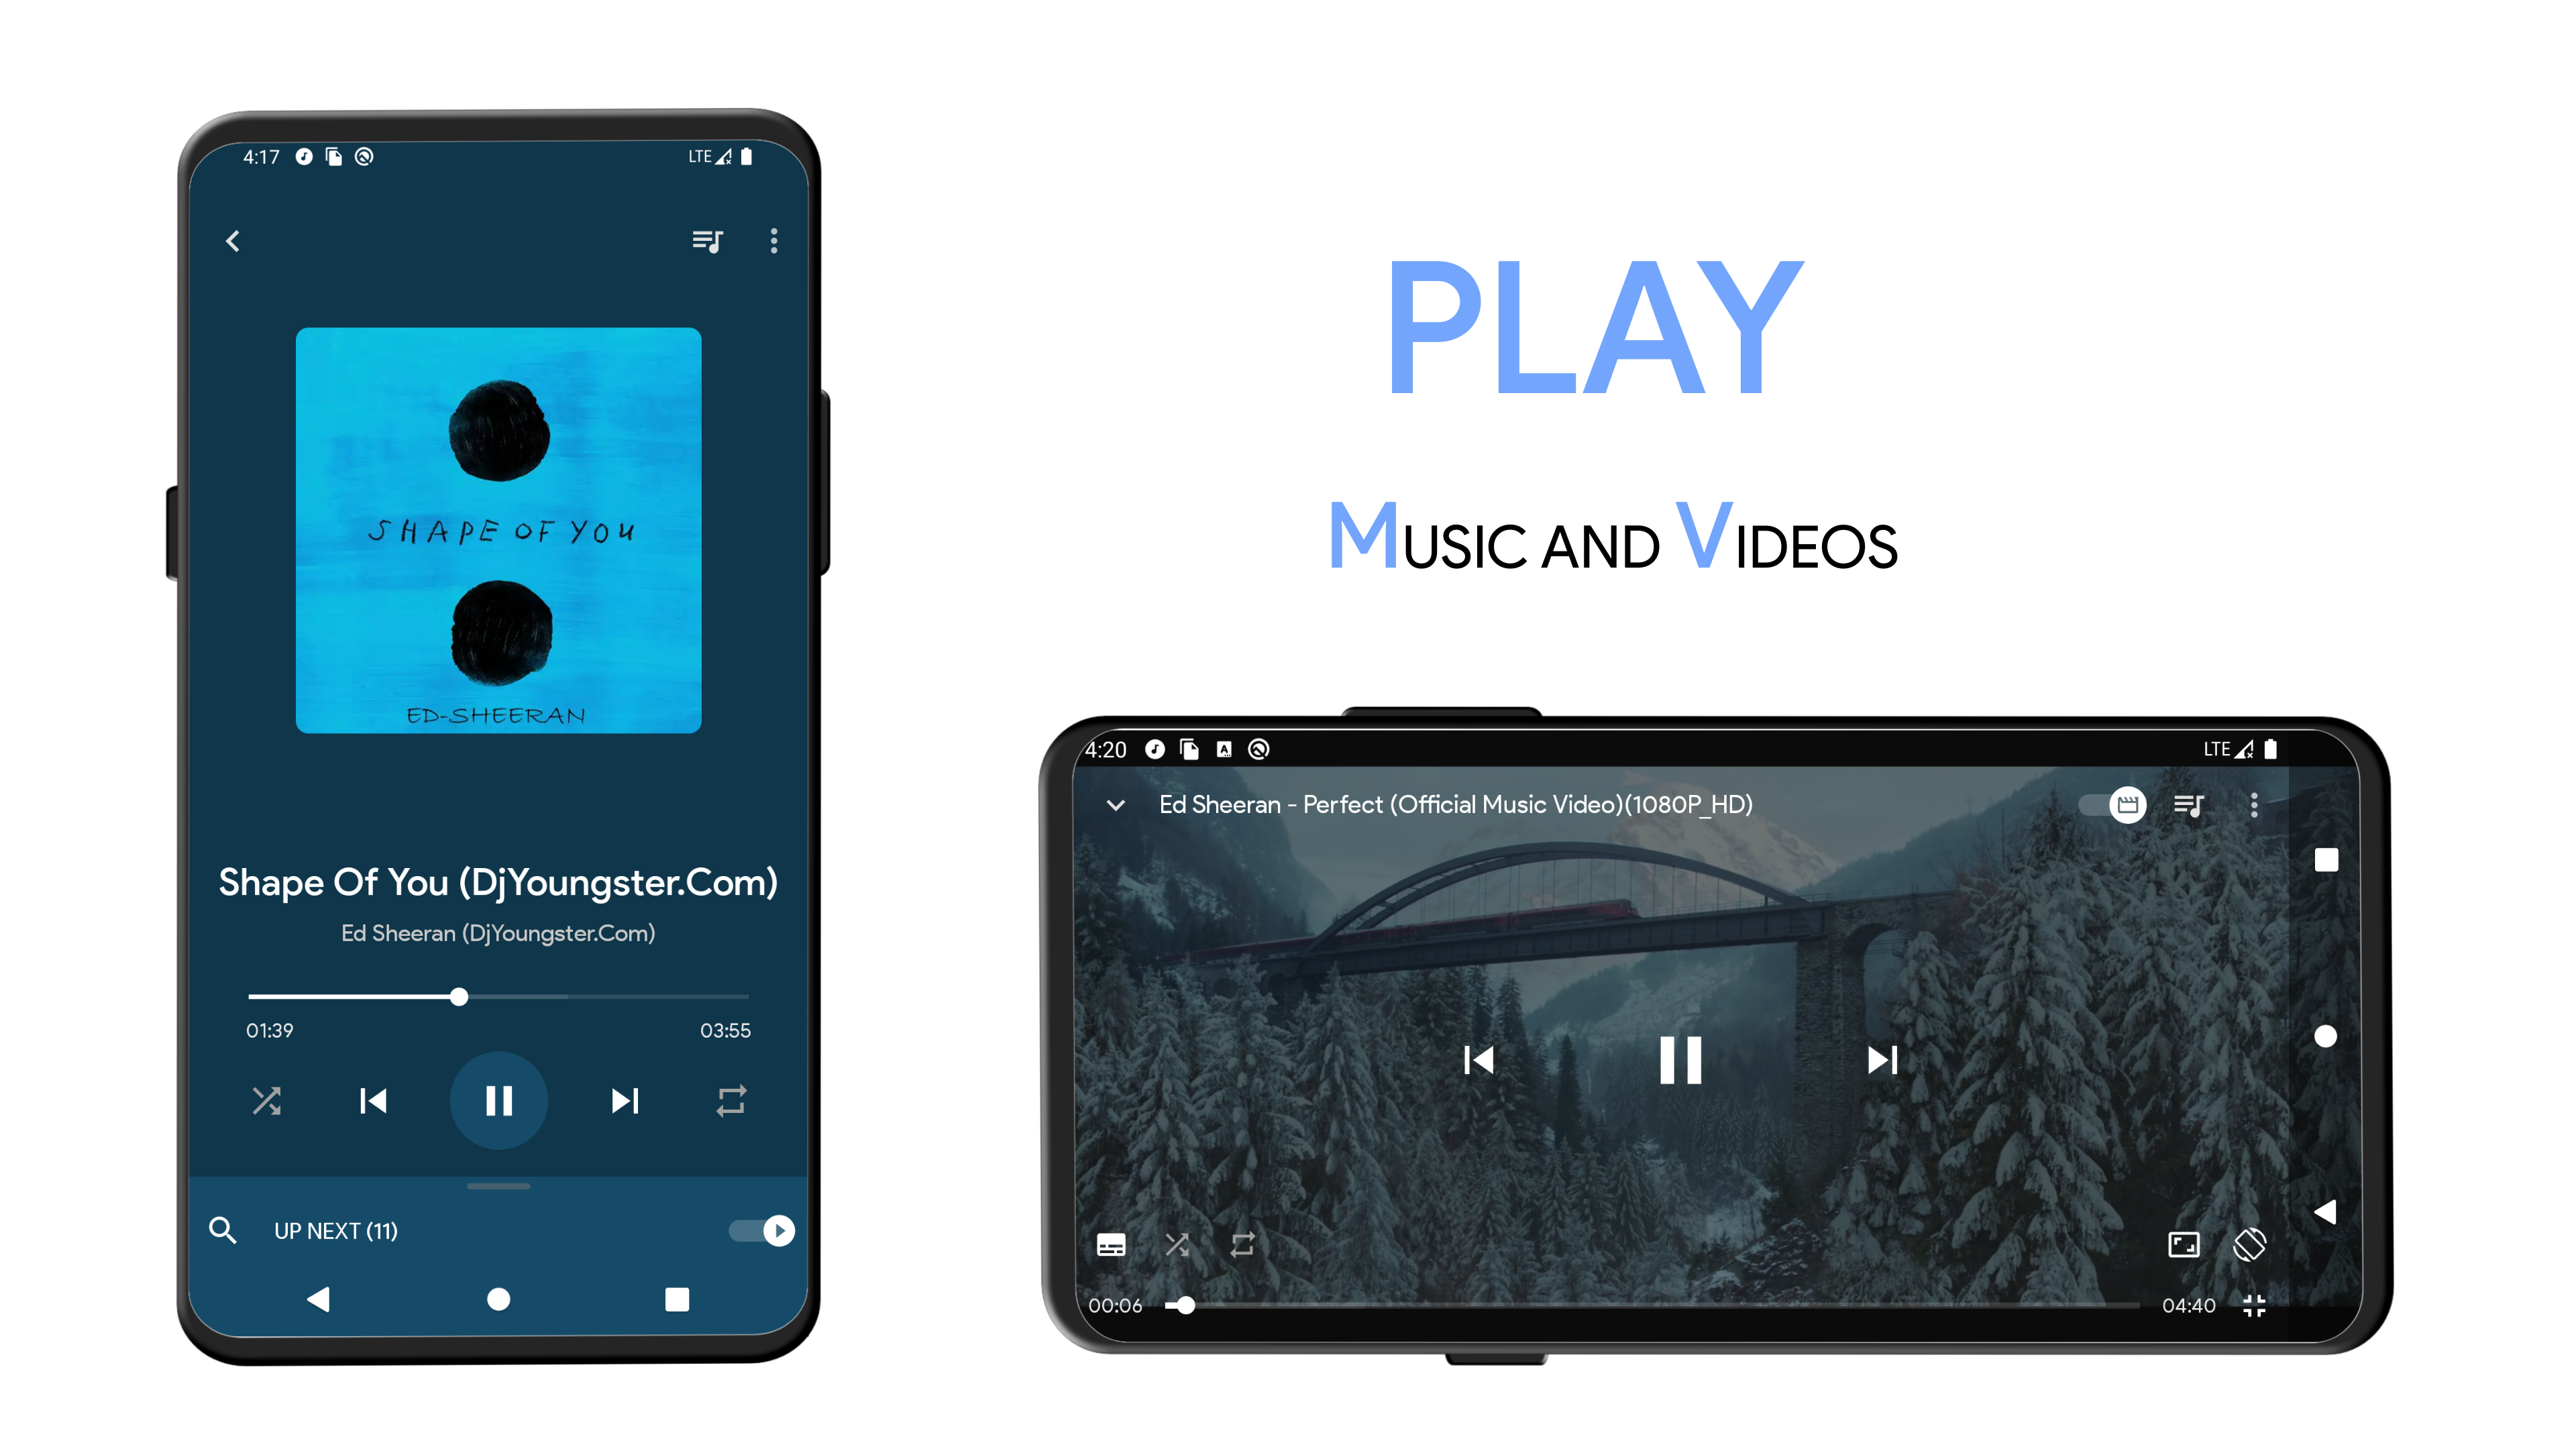 4:17
LTE
SHAPE OF YOU
ED-SHEERAN
Shape Of You (DjYoungster.Com)
Ed Sheeran (DjYoungster.Com)
01:39
03:55
UP NEXT (11)
PLAY
MUSIC AND VIDEOS
4:20
A
LTE
Ed Sheeran - Perfect (Official Music Video)(1080P_HD)
00:06
04:40